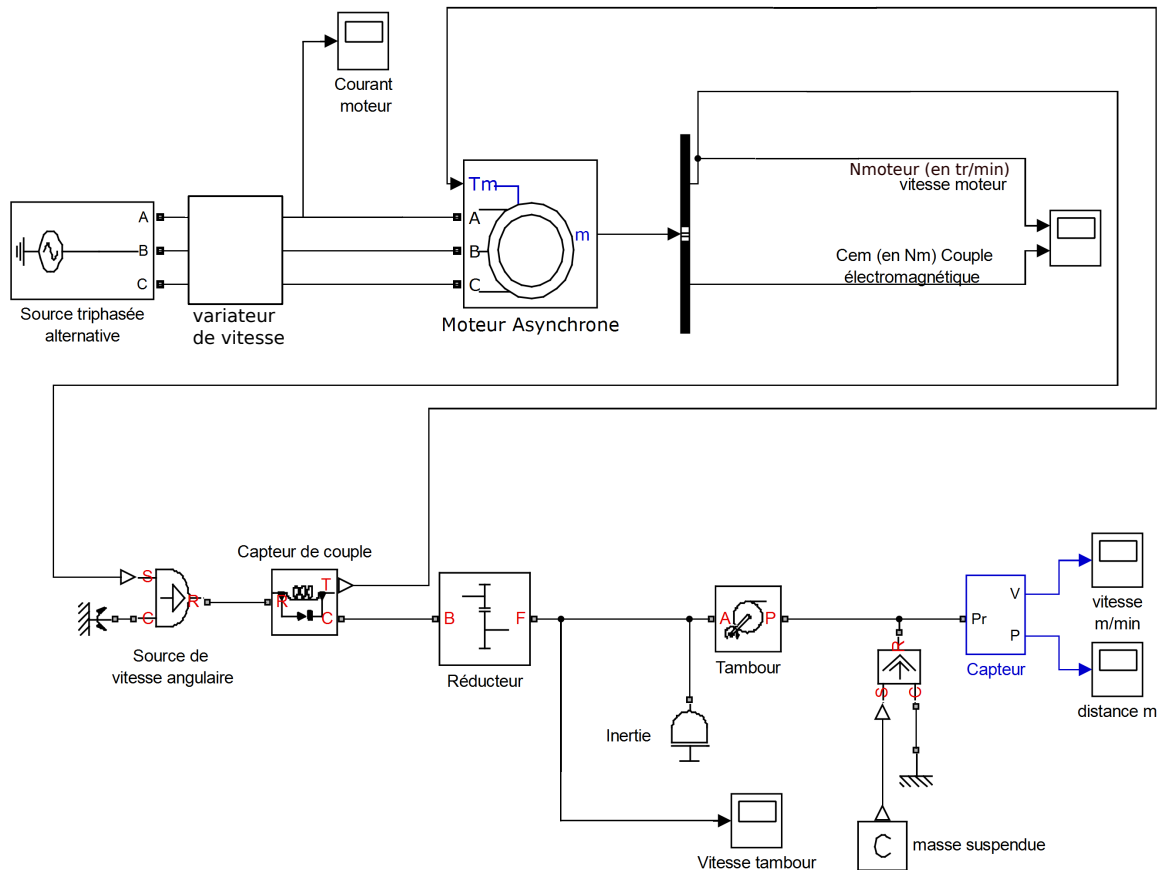 Courant
moteur
Tm
A
B
C
m
A
B
C
Source triphasée
alternative
variateur
de vitesse
Moteur Asynchrone
Nmoteur (en tr/min)
vitesse moteur
Cem (en Nm) Couple
électromagnétique
Capteur de couple
S
C
R
R
T
C
B
F
A
P
R
S
C
Pr
V
P
Source de
vitesse angulaire
Réducteur
Tambour
Capteur
vitesse
m/min
distance m
Inertie
Vitesse tambour
C
masse suspendue